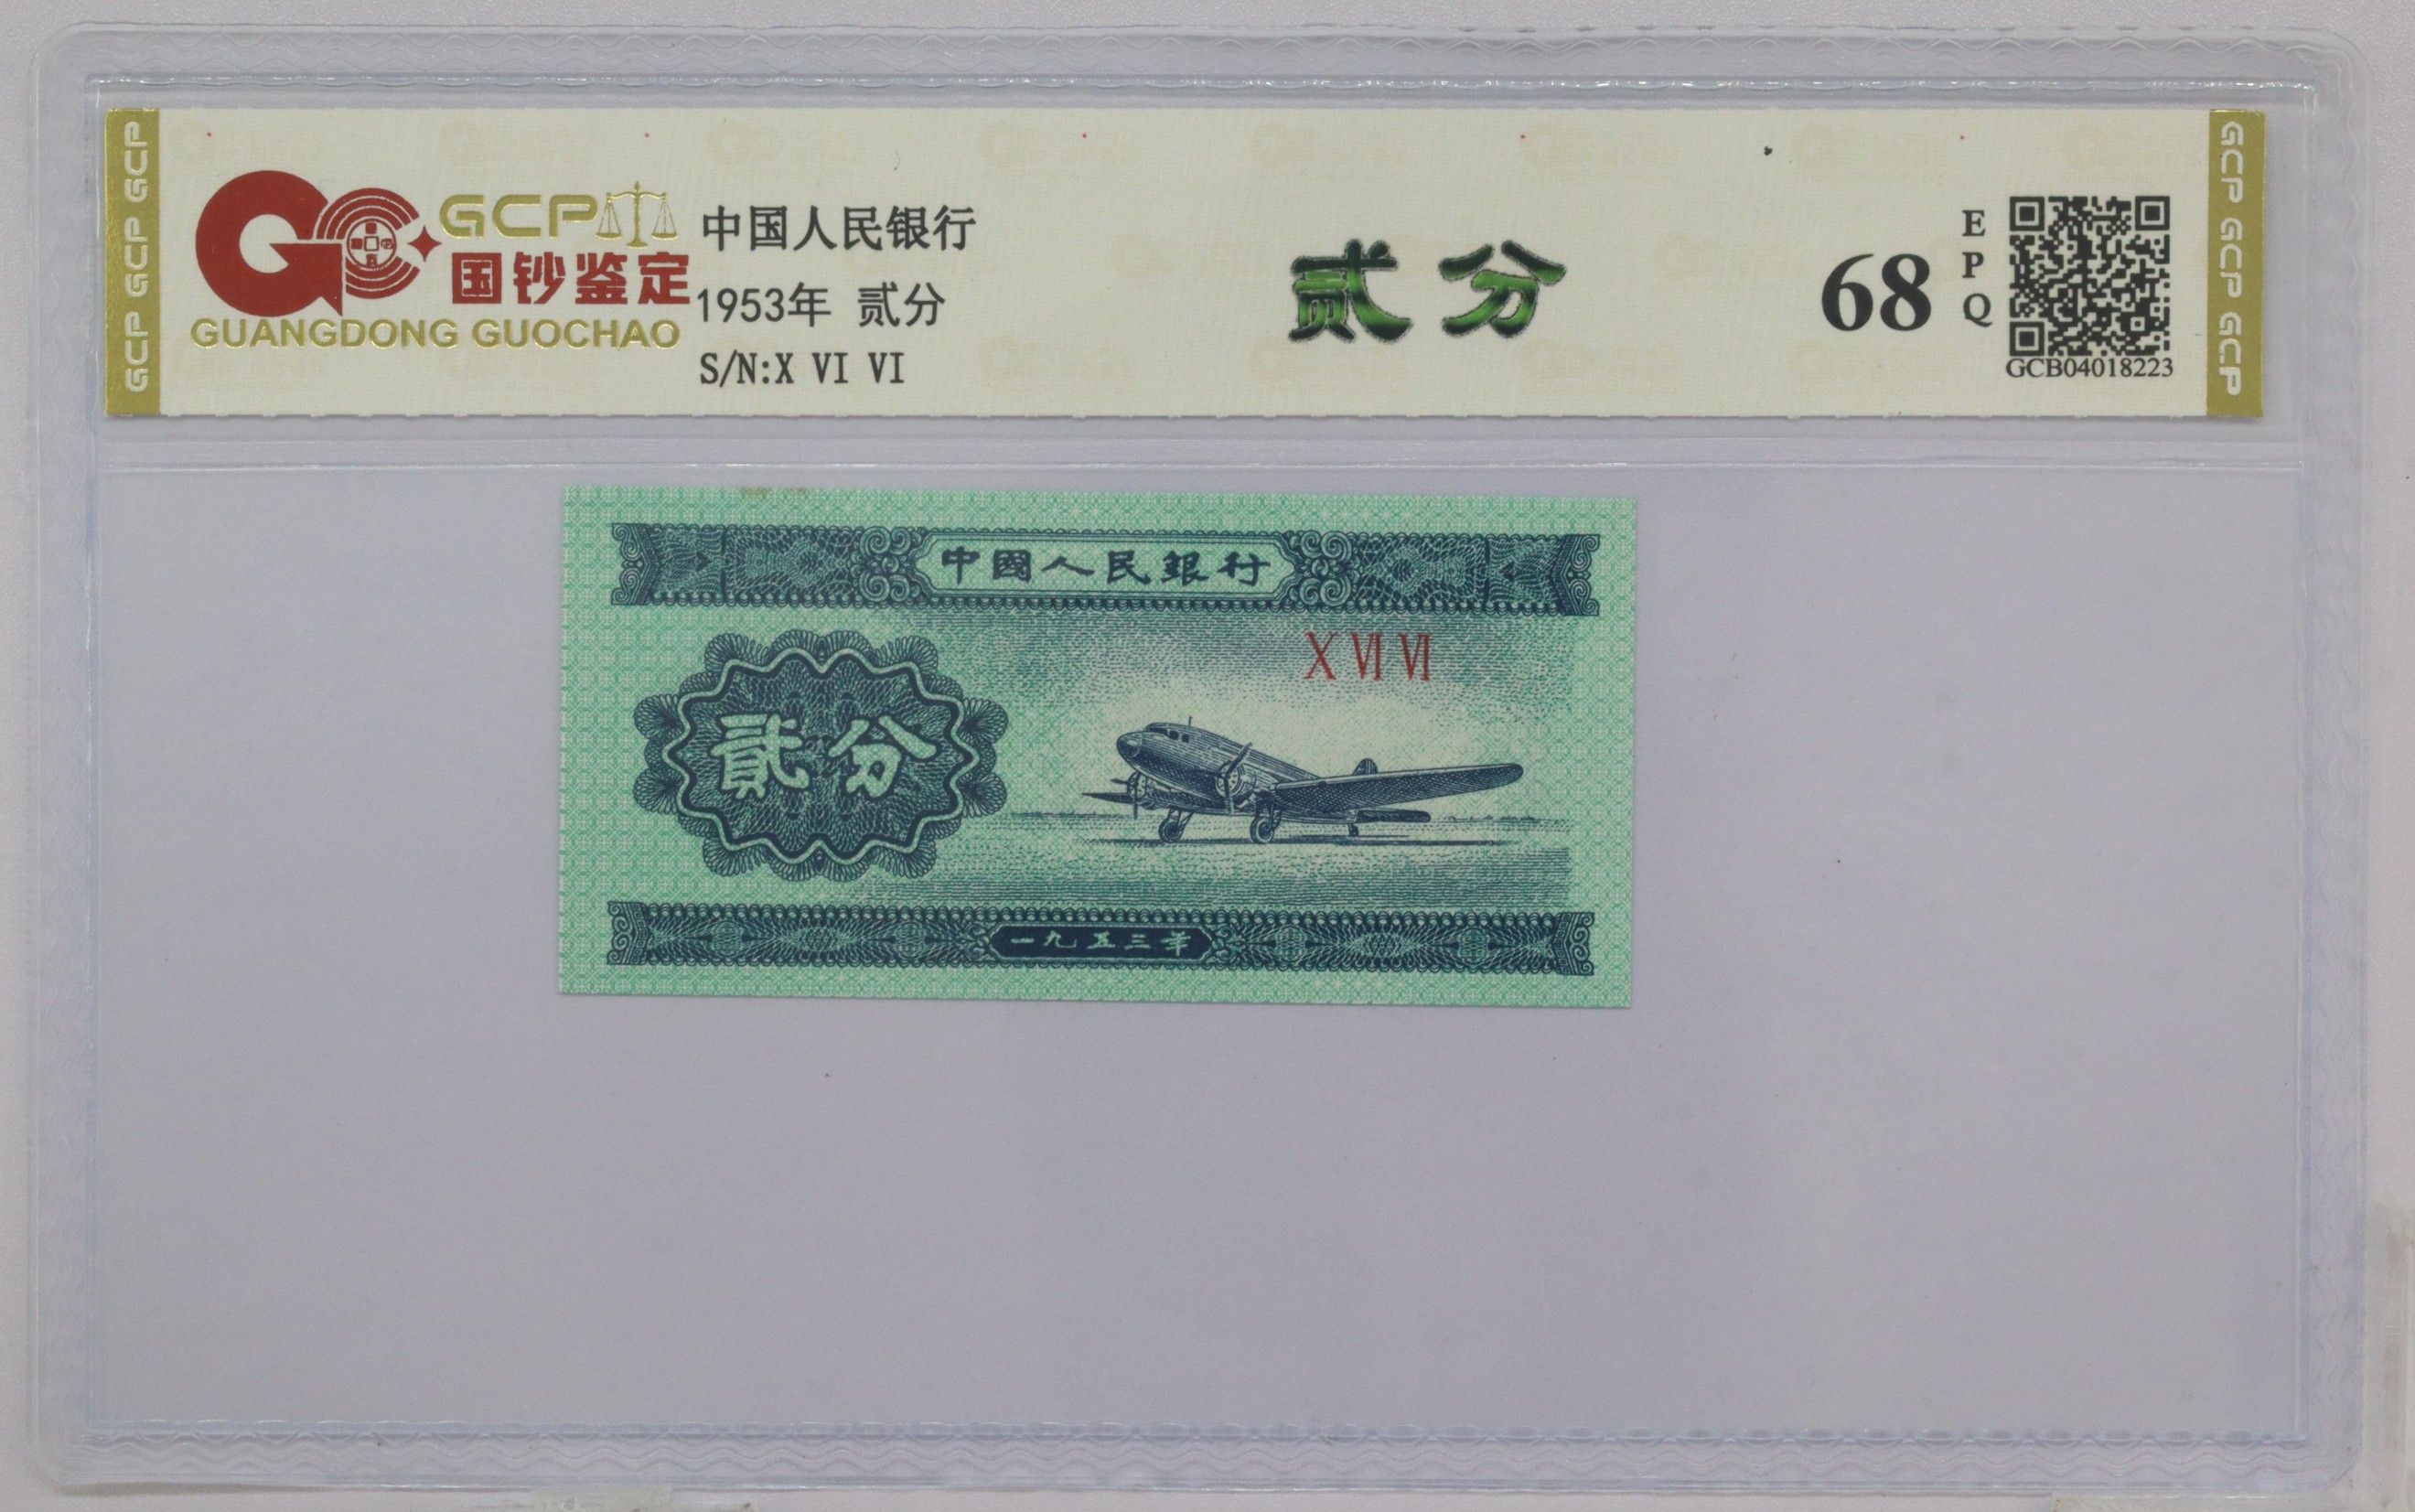 GCP GCP GCP
GCP
国钞鉴定
GUANGDONG GUOCHAO
中国人民银行
1953年 贰分
S/N:X VI VI
贰分
68
E
P
Q
GCB04018223
GCP GCP GCP
中國人民銀行
X VI VI
貳分
一九五三年